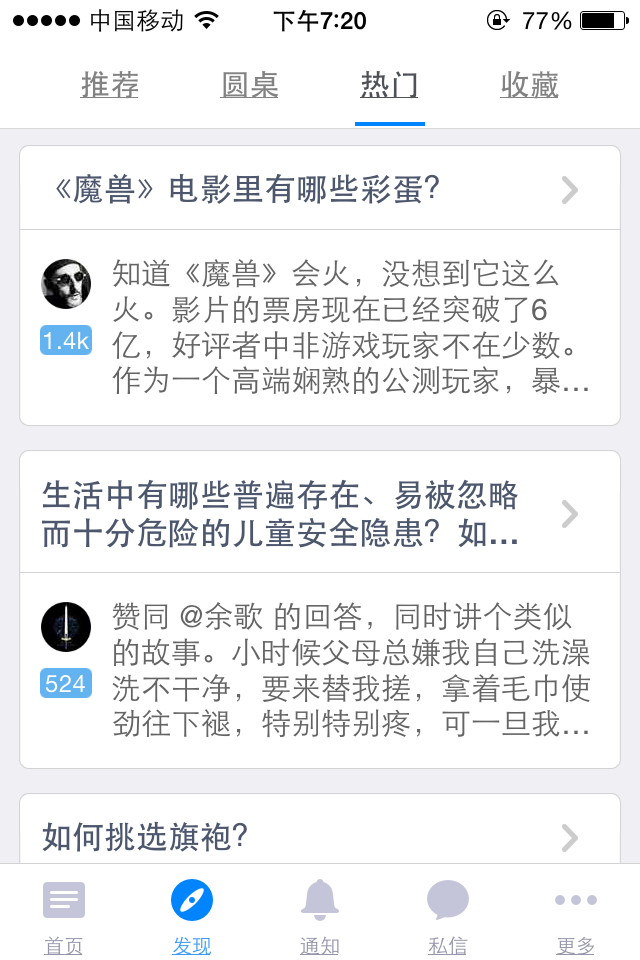 中国移动 下午7:20 77%
推荐 圆桌 热门 收藏
《魔兽》电影里有哪些彩蛋?
知道《魔兽》会火，没想到它这么
火。影片的票房现在已经突破了6
1.4k
亿，好评者中非游戏玩家不在少数。
作为一个高端娴熟的公测玩家，暴...
生活中有哪些普遍存在、易被忽略
而十分危险的儿童安全隐患？如...
赞同 @余歌 的回答，同时讲个类似
的故事。小时候父母总嫌我自己洗澡
524
洗不干净，要来替我搓，拿着毛巾使
劲往下褪，特别特别疼，可一旦我...
如何挑选旗袍?
首页 发现 通知 私信 更多